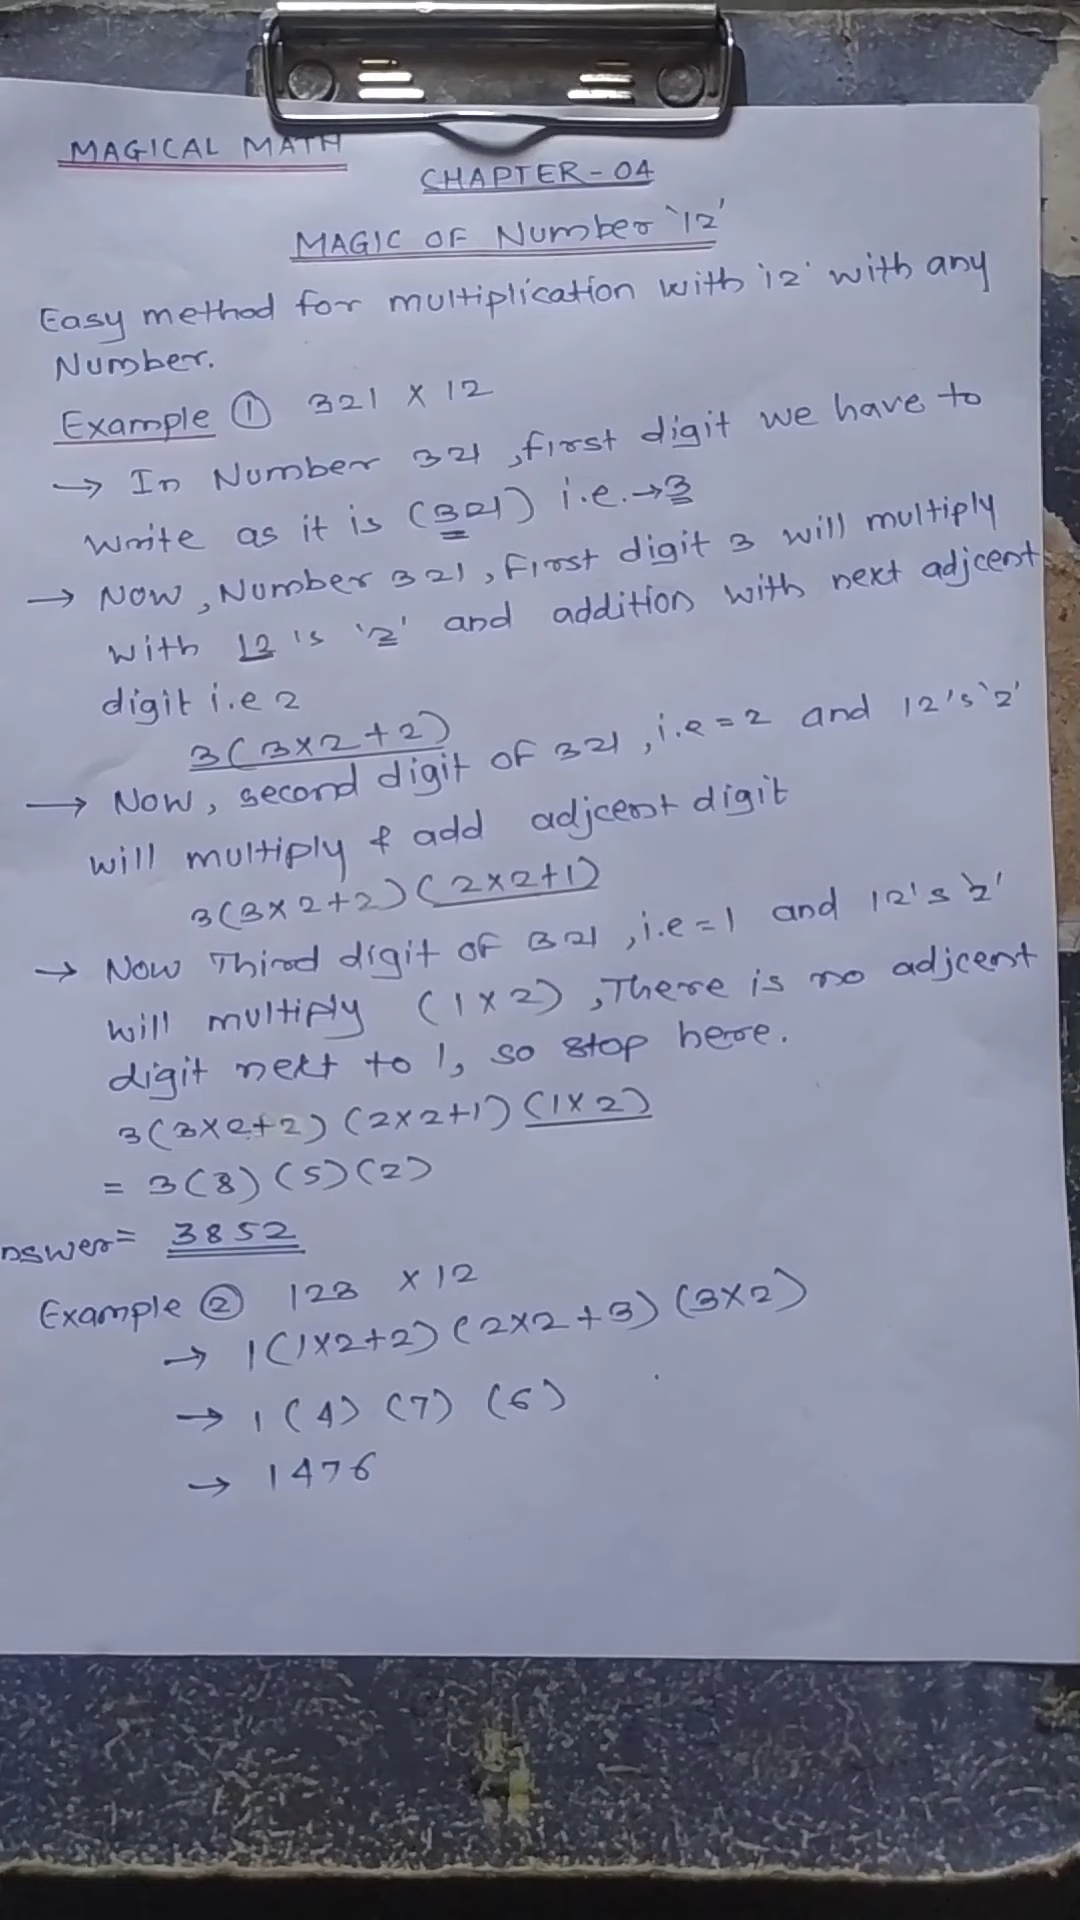 MAGICAL MATH
CHAPTER-04
MAGIC OF Number '12'
Easy method for multiplication with '12' with any
Number.
Example ① 321 x 12
→ In Number 321, first digit we have to
write as it is (321) i.e.→3
→ Now, Number 321, First digit 3 will multiply
with 12's '2' and addition with next adjcent
digit i.e 2
3(3x2+2)
→ Now, second digit of 321, i.e=2 and 12's '2'
will multiply & add adjcent digit
3(3x2+2)(2x2+1)
→ Now Third digit of 321, i.e=1 and 12's '2'
will multiply (1x2), There is no adjcent
digit next to 1, so stop here.
3(3x2+2)(2x2+1)(1x2)
= 3(8)(5)(2)
nswer= 3852
Example ② 123 x 12
→ 1(1x2+2)(2x2+3)(3x2)
→ 1(4)(7)(6)
→ 1476